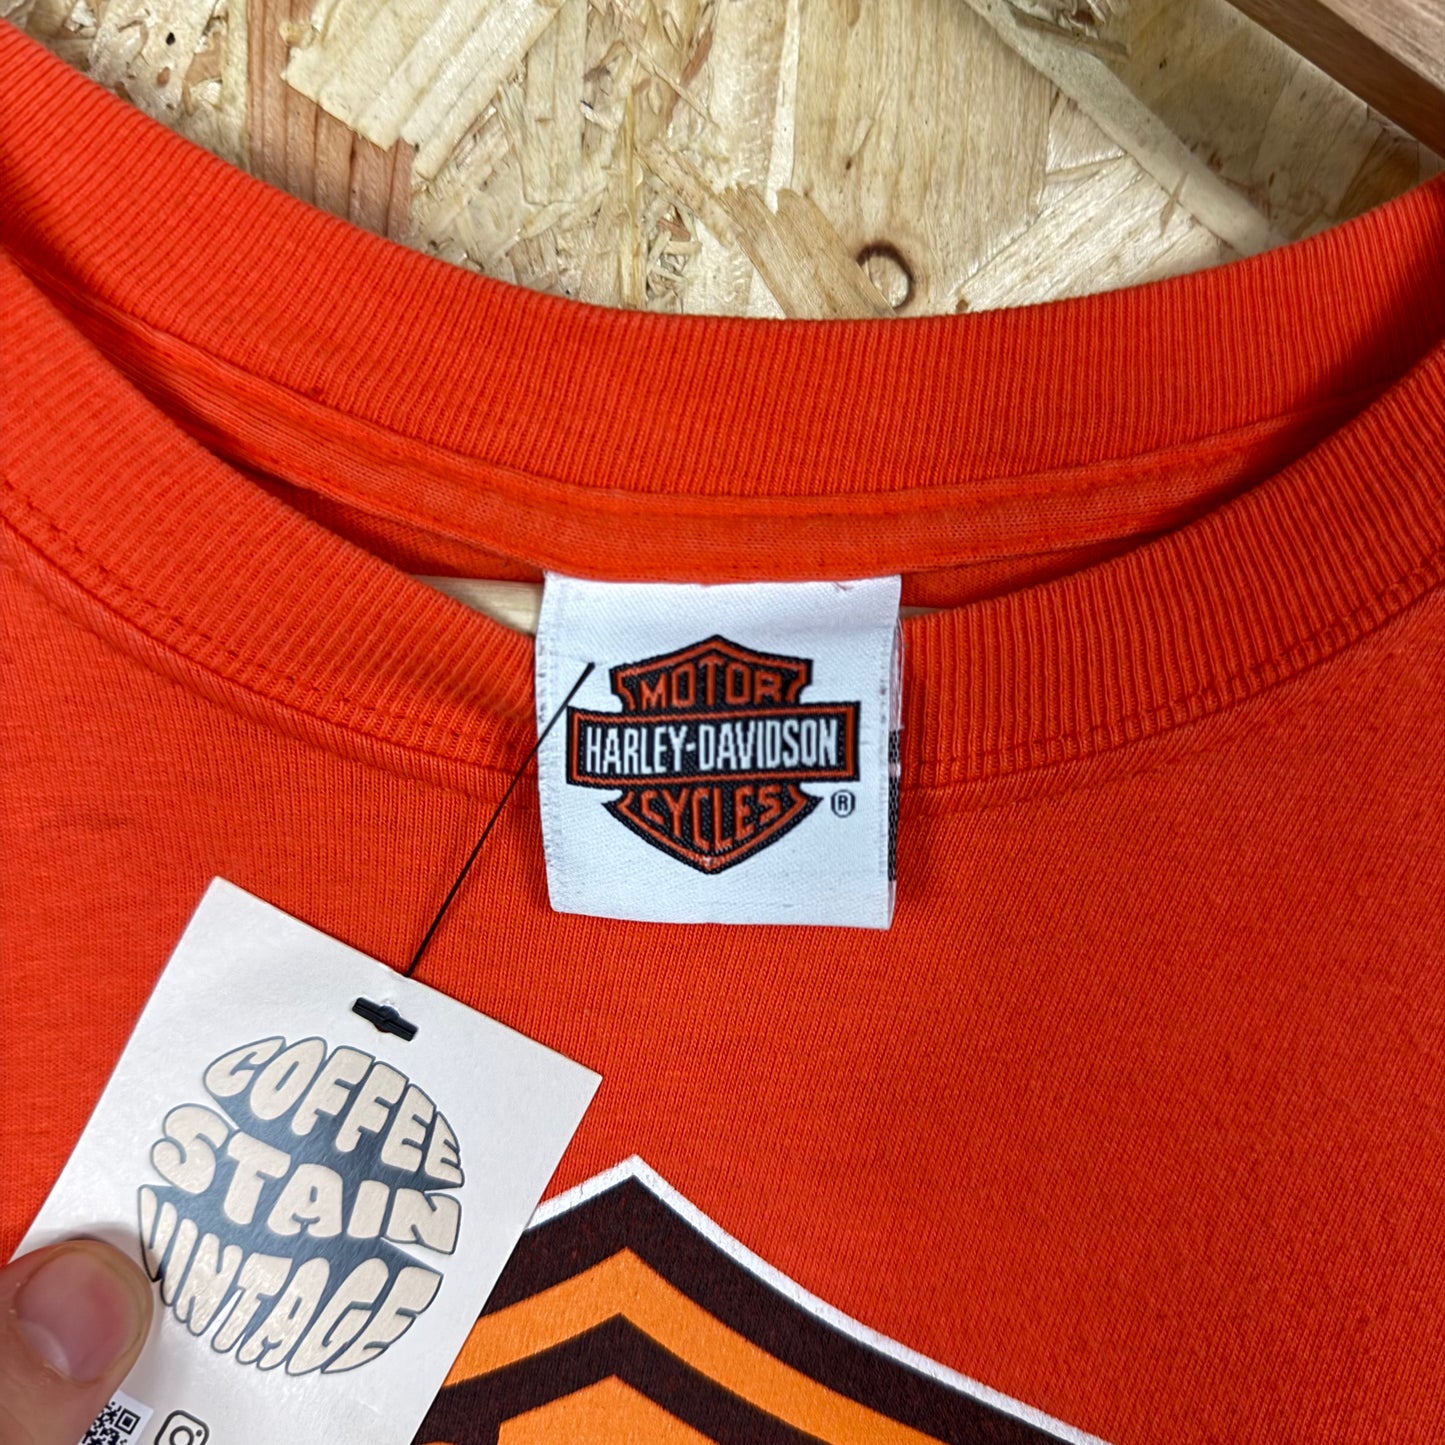 MOTOR
HARLEY-DAVIDSON
CYCLES
®
COFFEE
STAIN
VINTAGE